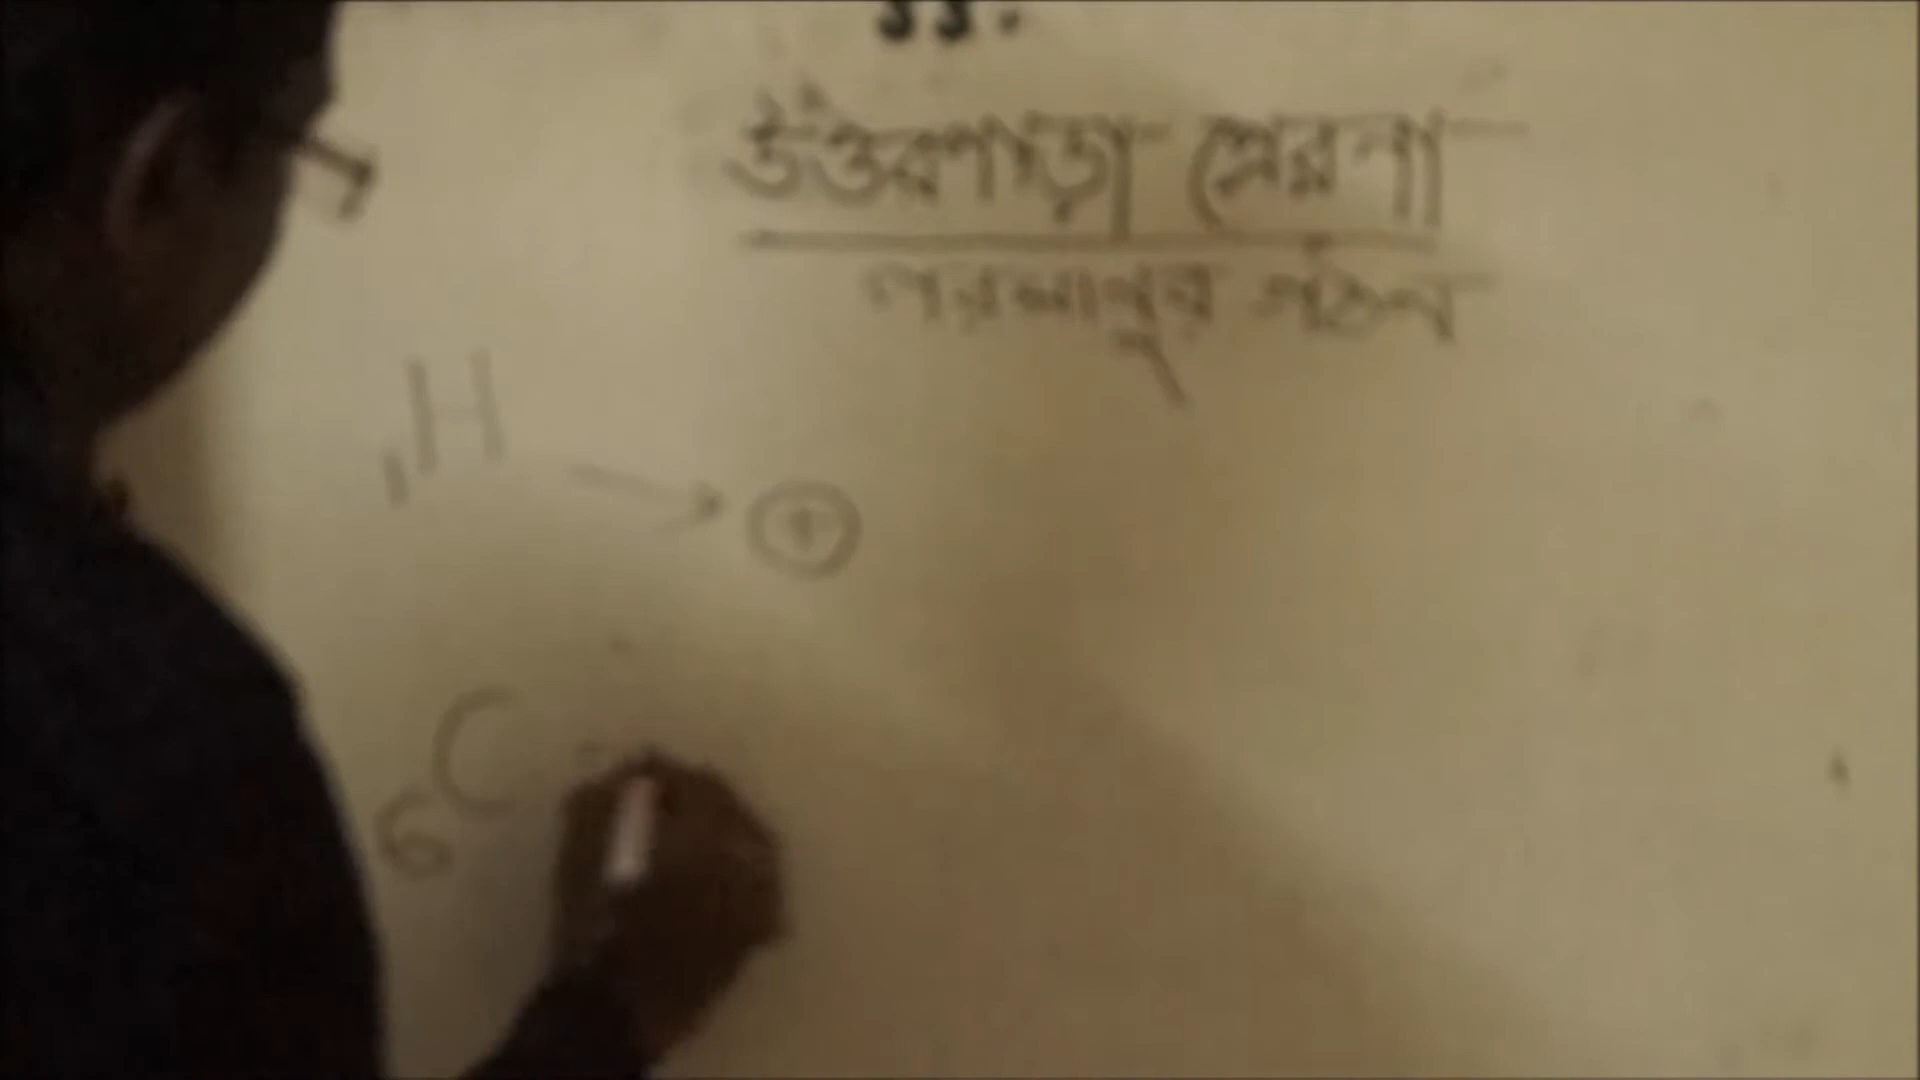 উত্তরপাড়া প্রেরণা
পরমাণুর গঠন
₁H → +
₆C